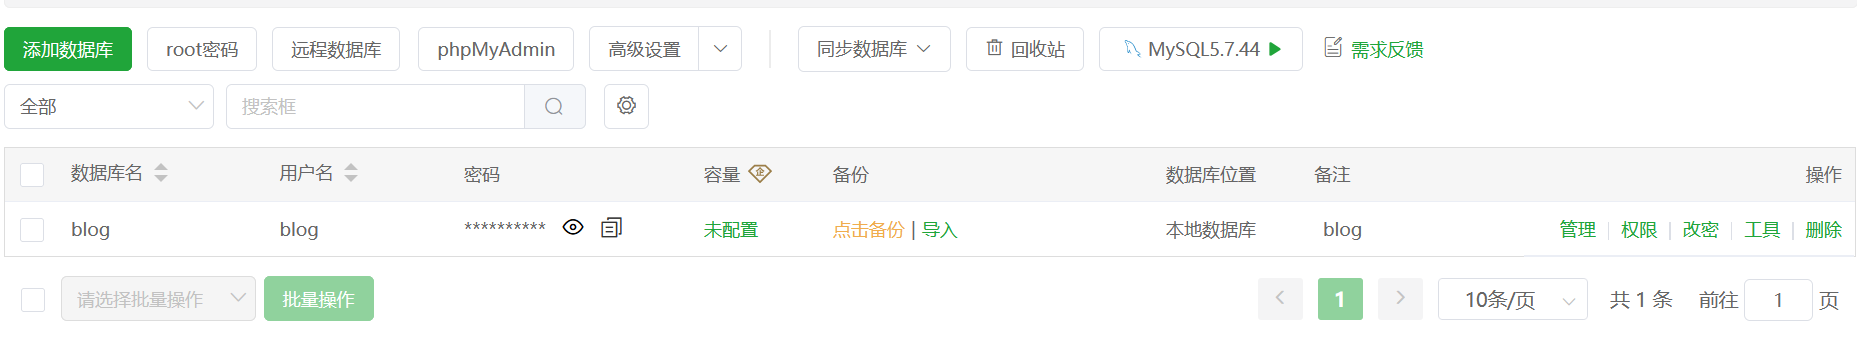 添加数据库 root密码 远程数据库 phpMyAdmin 高级设置 同步数据库 回收站 MySQL5.7.44 需求反馈
全部 搜索框
数据库名 用户名 密码 容量 企 备份 数据库位置 备注 操作
blog blog ********** 未配置 点击备份 | 导入 本地数据库 blog 管理 | 权限 | 改密 | 工具 | 删除
请选择批量操作 批量操作 1 10条/页 共 1 条 前往 1 页